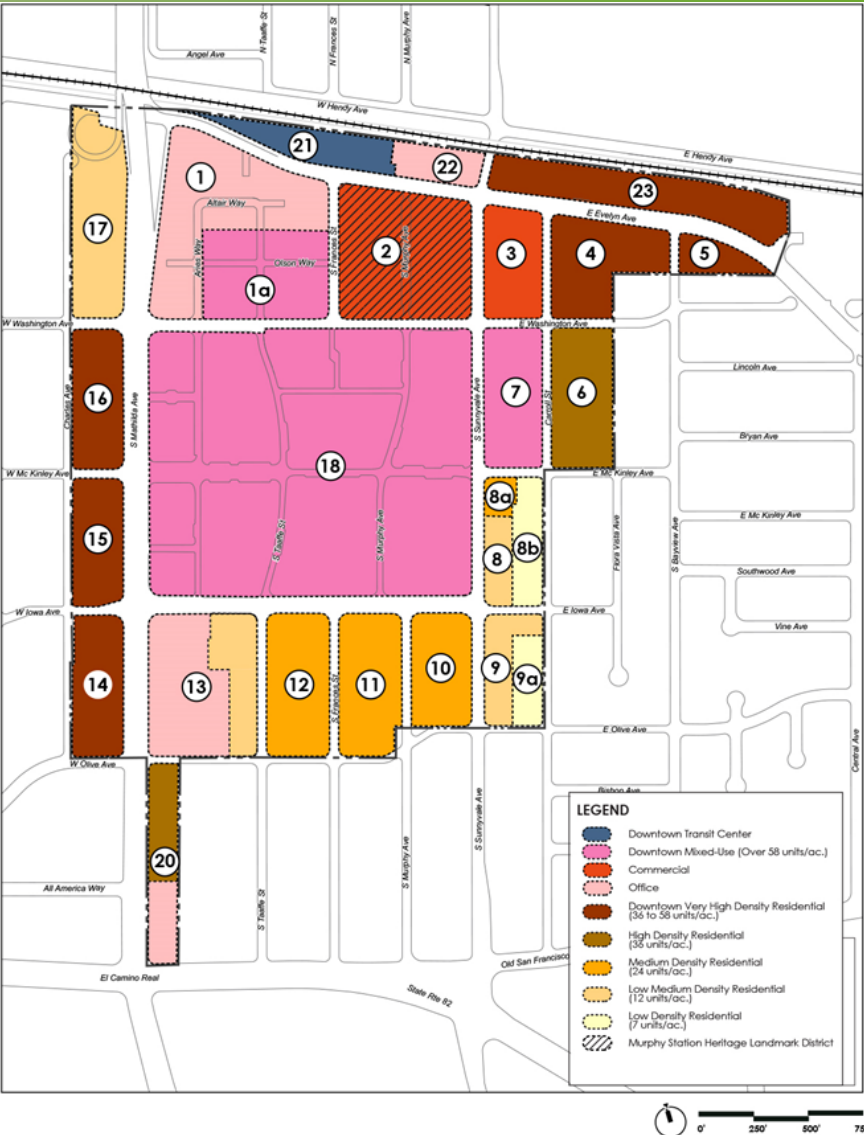 N Taaffe St
N Frances St
N Murphy Ave
Angel Ave
W Hendy Ave
E Hendy Ave
21
22
1
23
17
Altair Way
E Evelyn Ave
Aries Way
Olson Way
S Frances St
2
S Murphy Ave
3
4
5
1a
W Washington Ave
E Washington Ave
Lincoln Ave
Charles Ave
16
S Mathilda Ave
S Sunnyvale Ave
7
Carroll St
6
Bryan Ave
18
W Mc Kinley Ave
E Mc Kinley Ave
8a
E Mc Kinley Ave
15
S Taaffe St
S Murphy Ave
8
8b
Flora Vista Ave
S Bayview Ave
Southwood Ave
W Iowa Ave
E Iowa Ave
Vine Ave
14
13
12
S Frances St
11
10
9
9a
E Olive Ave
Central Ave
W Olive Ave
Bishop Ave
20
S Taaffe St
S Murphy Ave
S Sunnyvale Ave
All America Way
El Camino Real
Old San Francisco
State Rte 82
LEGEND
Downtown Transit Center
Downtown Mixed-Use (Over 58 units/ac.)
Commercial
Office
Downtown Very High Density Residential
(36 to 58 units/ac.)
High Density Residential
(36 units/ac.)
Medium Density Residential
(24 units/ac.)
Low Medium Density Residential
(12 units/ac.)
Low Density Residential
(7 units/ac.)
Murphy Station Heritage Landmark District
0'
250'
500'